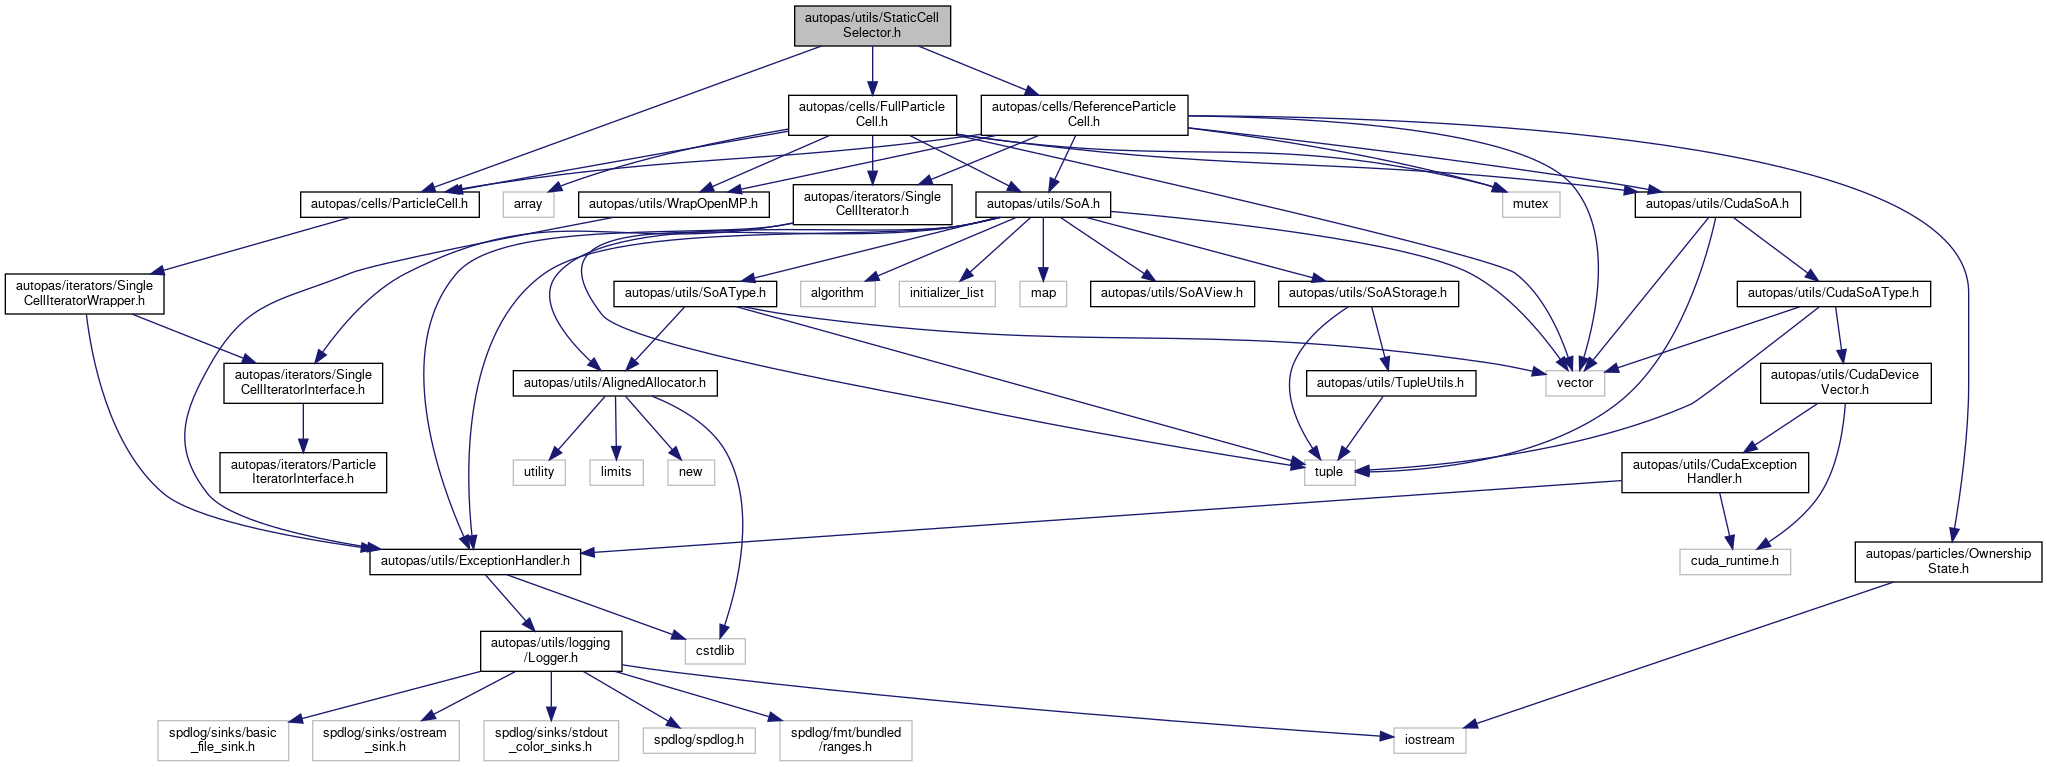 autopas/utils/StaticCell
Selector.h
autopas/cells/FullParticle
Cell.h
autopas/cells/ReferenceParticle
Cell.h
autopas/cells/ParticleCell.h
array
autopas/utils/WrapOpenMP.h
autopas/iterators/Single
CellIterator.h
autopas/utils/SoA.h
mutex
autopas/utils/CudaSoA.h
autopas/iterators/Single
CellIteratorWrapper.h
autopas/utils/SoAType.h
algorithm
initializer_list
map
autopas/utils/SoAView.h
autopas/utils/SoAStorage.h
autopas/utils/CudaSoAType.h
autopas/iterators/Single
CellIteratorInterface.h
autopas/utils/AlignedAllocator.h
autopas/utils/TupleUtils.h
vector
autopas/utils/CudaDevice
Vector.h
autopas/iterators/Particle
IteratorInterface.h
utility
limits
new
tuple
autopas/utils/CudaException
Handler.h
autopas/utils/ExceptionHandler.h
cuda_runtime.h
autopas/particles/Ownership
State.h
autopas/utils/logging
/Logger.h
cstdlib
spdlog/sinks/basic
_file_sink.h
spdlog/sinks/ostream
_sink.h
spdlog/sinks/stdout
_color_sinks.h
spdlog/spdlog.h
spdlog/fmt/bundled
/ranges.h
iostream